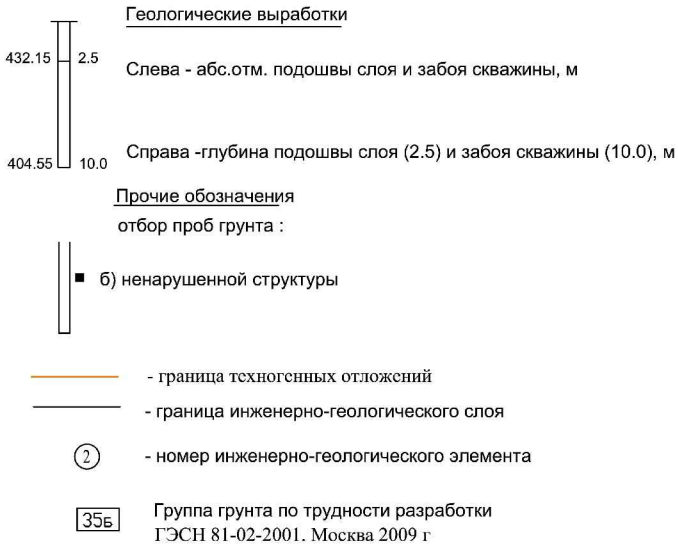 Геологические выработки
432.15 2.5
Слева - абс.отм. подошвы слоя и забоя скважины, м
Справа -глубина подошвы слоя (2.5) и забоя скважины (10.0), м
404.55 10.0
Прочие обозначения
отбор проб грунта :
б) ненарушенной структуры
- граница техногенных отложений
- граница инженерно-геологического слоя
2 - номер инженерно-геологического элемента
35б Группа грунта по трудности разработки
ГЭСН 81-02-2001, Москва 2009 г